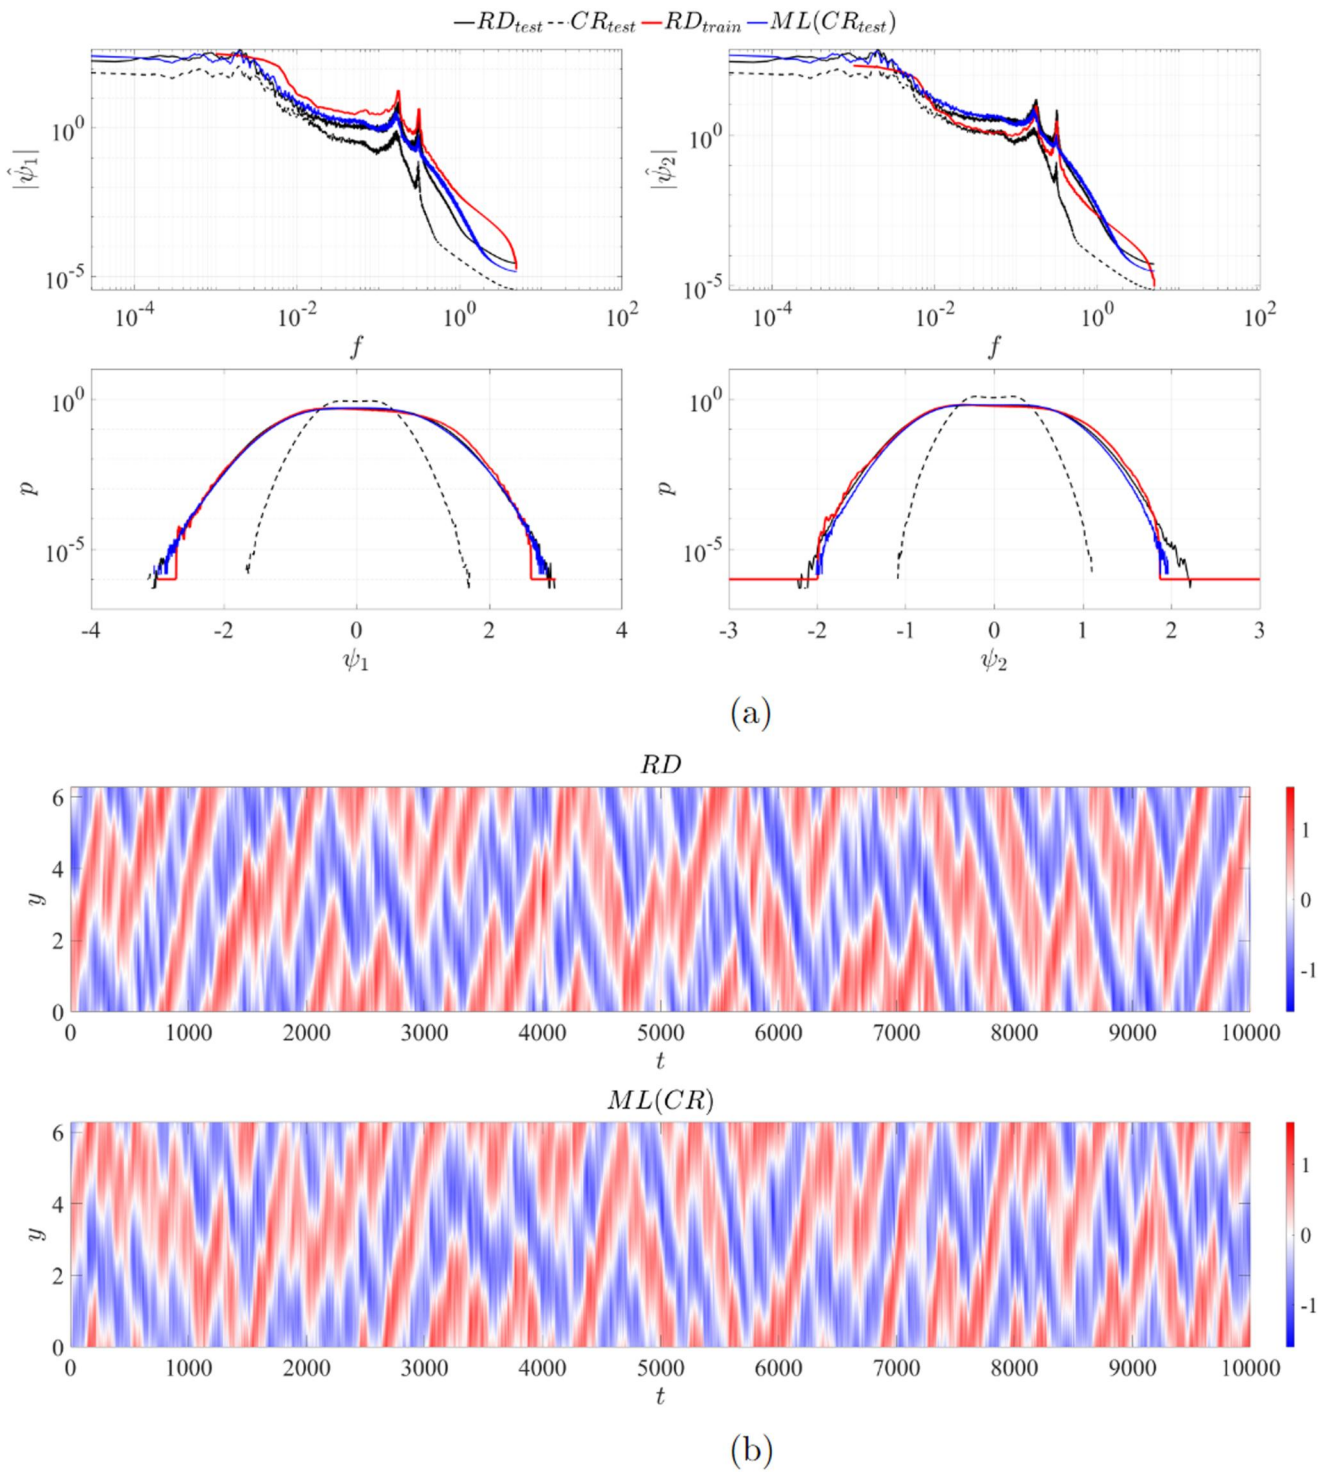 RD_test CR_test RD_train ML(CR_test)
|ψ̂_1| |ψ̂_2|
10^0 10^0
10^-5 10^-5
10^-4 10^-2 10^0 10^2 10^-4 10^-2 10^0 10^2
f f
10^0 10^0
p p
10^-5 10^-5
-4 -2 0 2 4 -3 -2 -1 0 1 2 3
ψ_1 ψ_2
(a)
RD
6
4
y
2
0
1
0
-1
0 1000 2000 3000 4000 5000 6000 7000 8000 9000 10000
t
ML(CR)
6
4
y
2
0
1
0
-1
0 1000 2000 3000 4000 5000 6000 7000 8000 9000 10000
t
(b)